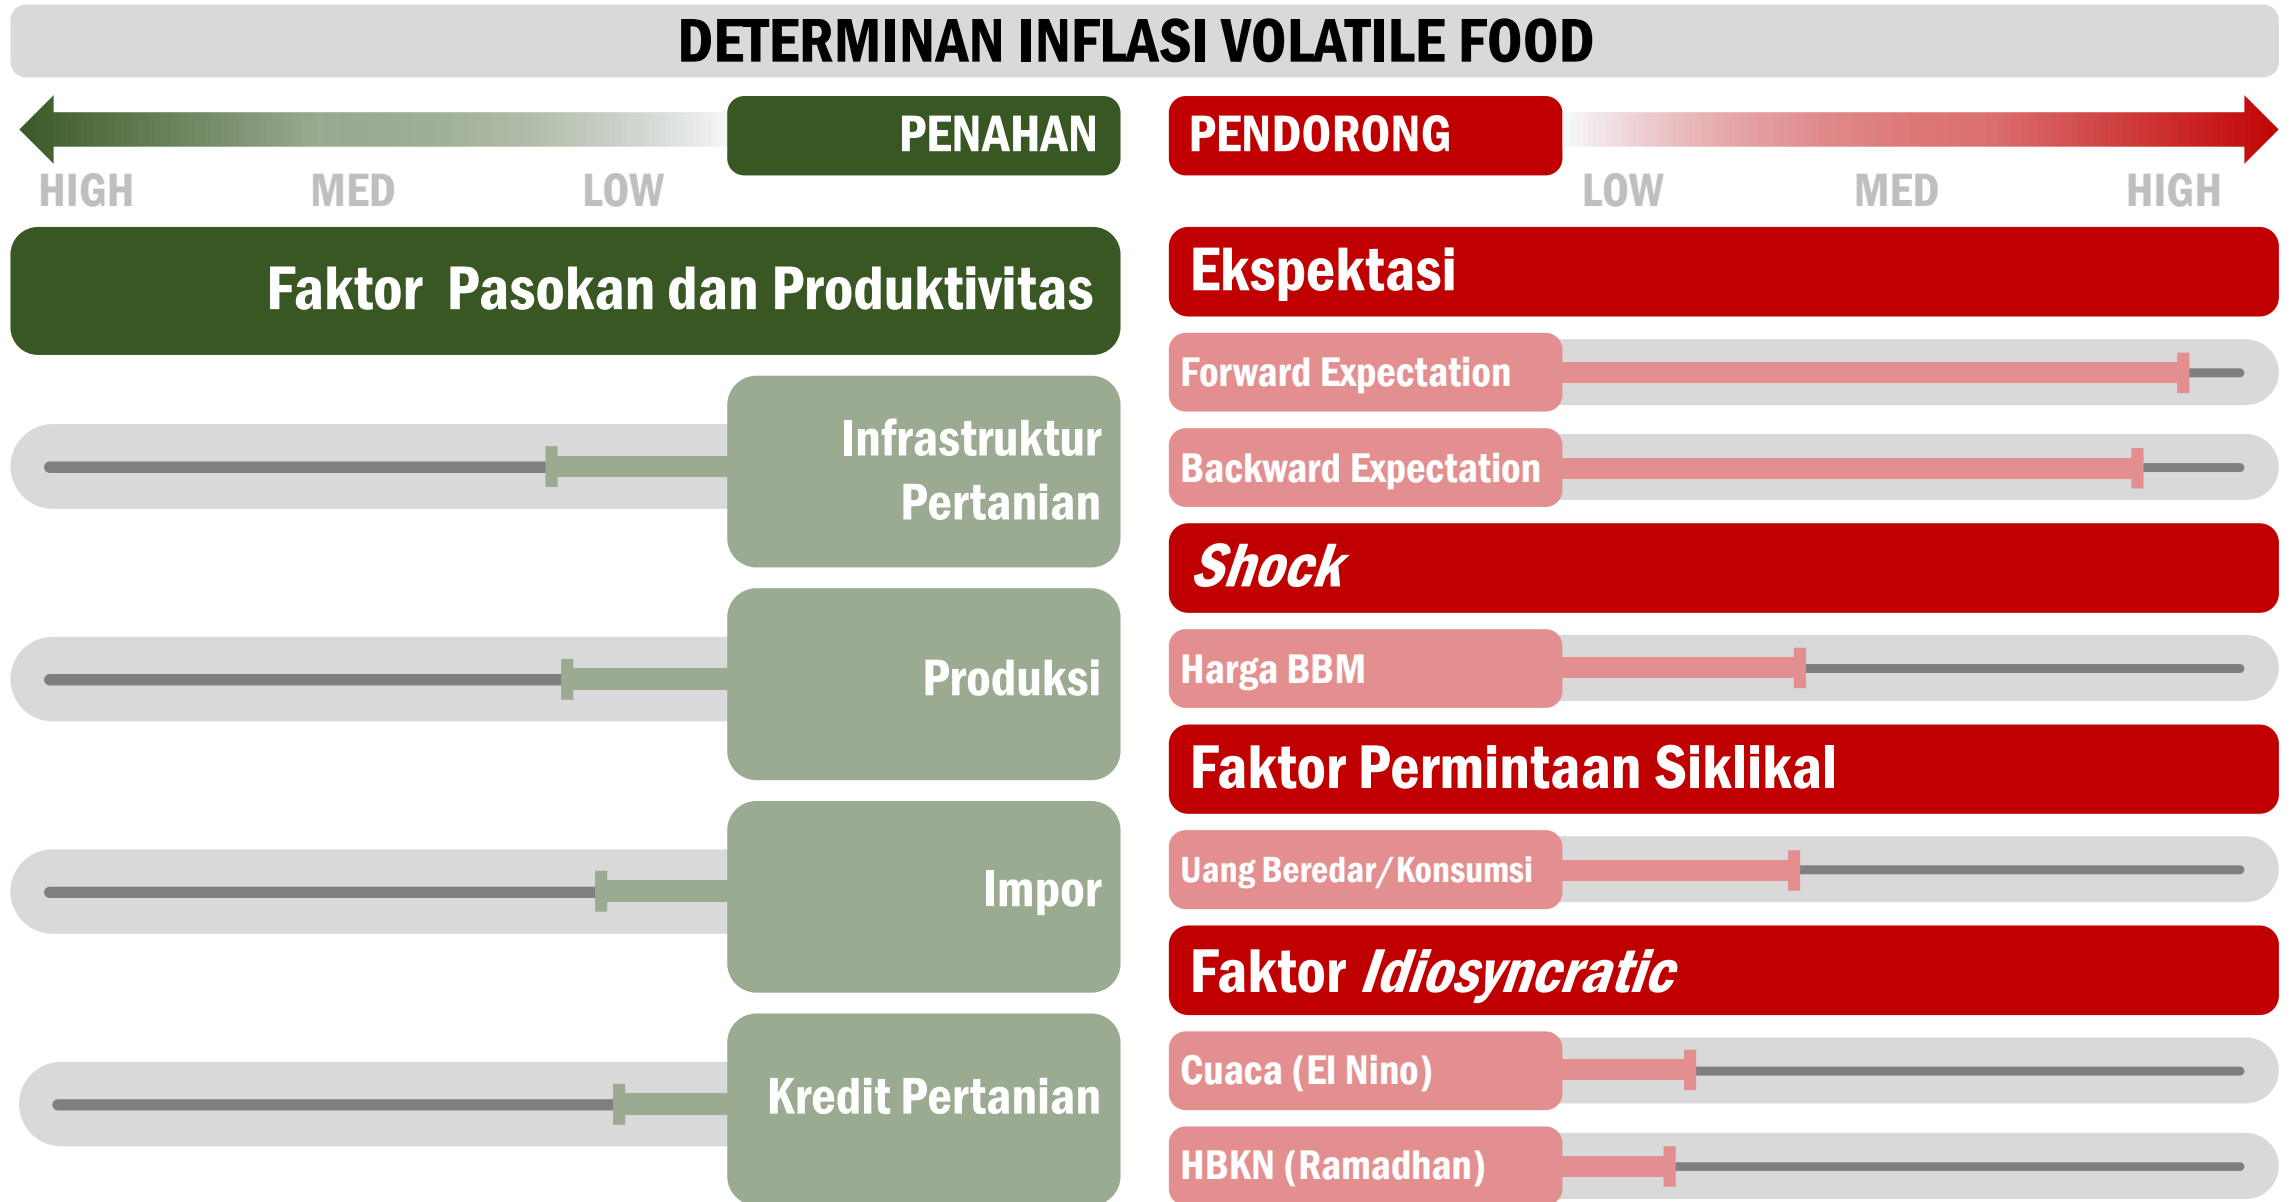 DETERMINAN INFLASI VOLATILE FOOD
PENAHAN
HIGH MED LOW
Faktor Pasokan dan Produktivitas
Infrastruktur
Pertanian
Produksi
Impor
Kredit Pertanian
PENDORONG
LOW MED HIGH
Ekspektasi
Forward Expectation
Backward Expectation
Shock
Harga BBM
Faktor Permintaan Siklikal
Uang Beredar/Konsumsi
Faktor Idiosyncratic
Cuaca (El Nino)
HBKN (Ramadhan)